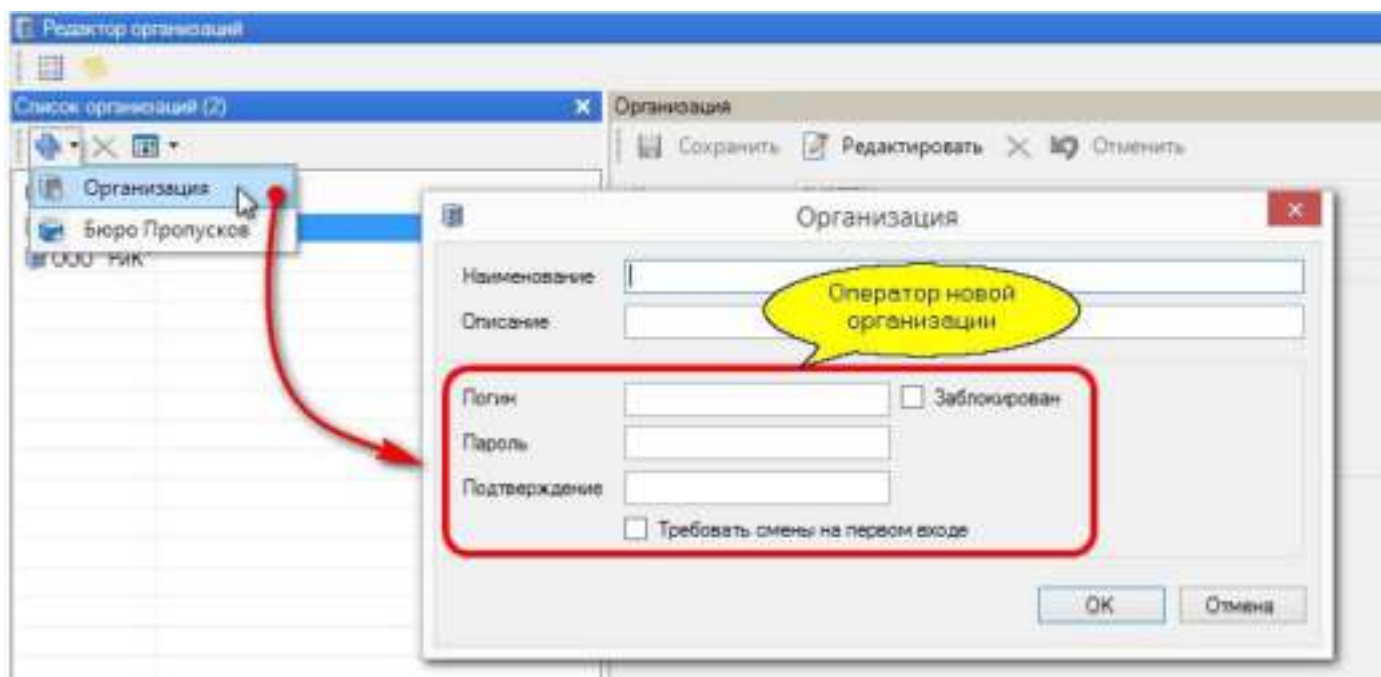 Редактор организаций
Список организаций (2)
Организация
Сохранить Редактировать Отменить
Организация
Бюро Пропусков
ООО "РИК"
Организация
Наименование
Описание
Оператор новой
организации
Логин
Заблокирован
Пароль
Подтверждение
Требовать смены на первом входе
OK
Отмена